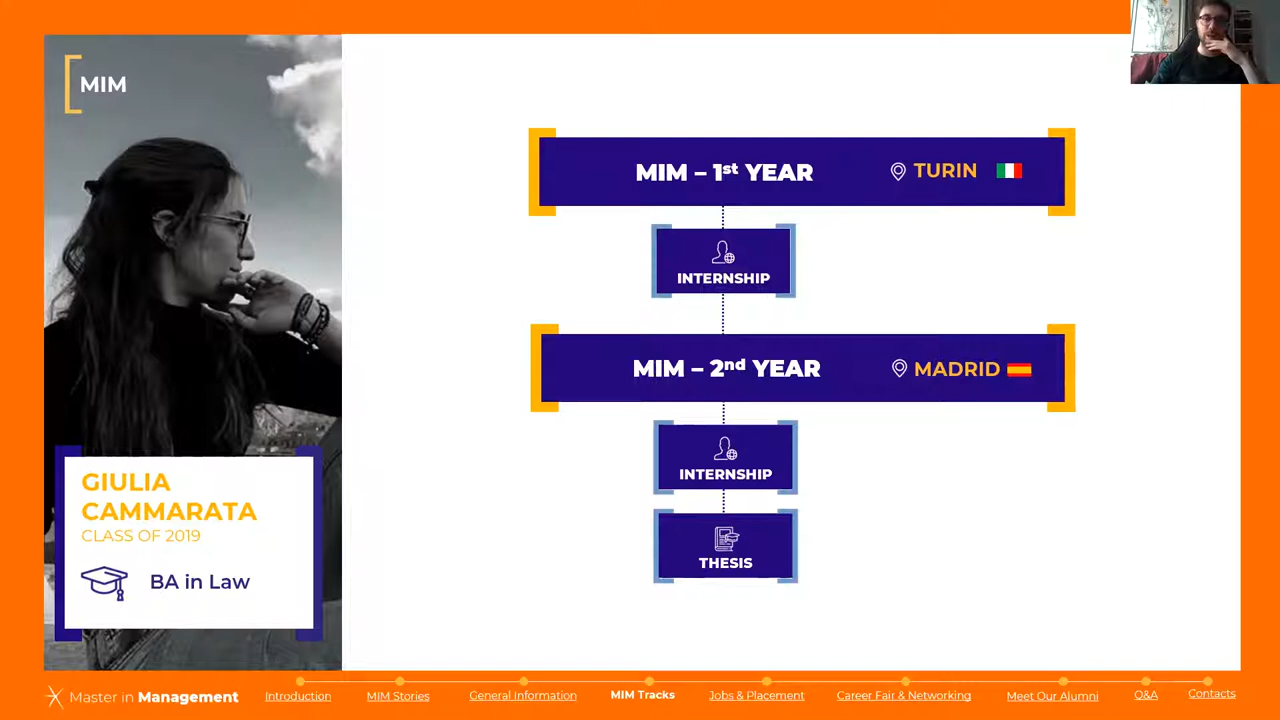 MIM
MIM – 1st YEAR
TURIN
INTERNSHIP
MIM – 2nd YEAR
MADRID
INTERNSHIP
THESIS
GIULIA
CAMMARATA
CLASS OF 2019
BA in Law
Master in Management
Introduction
MIM Stories
General Information
MIM Tracks
Jobs & Placement
Career Fair & Networking
Meet Our Alumni
Q&A
Contacts